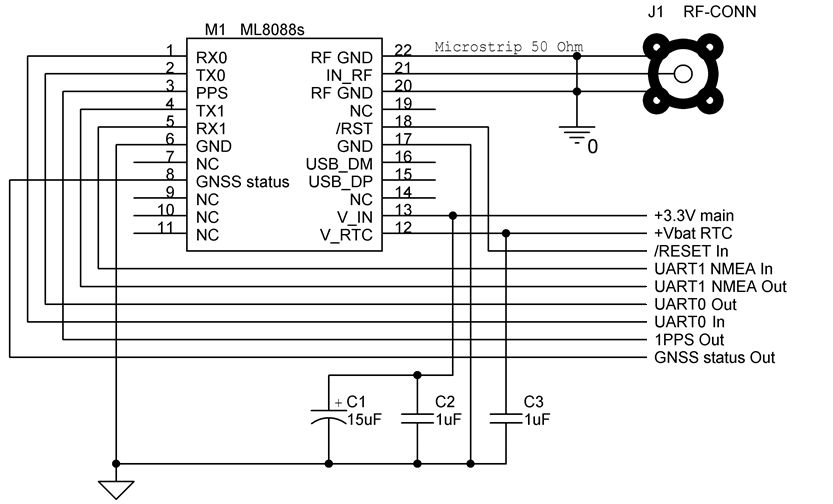 J1 RF-CONN
M1 ML8088s
Microstrip 50 Ohm
1 RX0 RF GND 22
2 TX0 IN_RF 21
3 PPS RF GND 20
4 TX1 NC 19
5 RX1 /RST 18
6 GND GND 17
7 NC USB_DM 16
8 GNSS status USB_DP 15
9 NC NC 14
10 NC V_IN 13
11 NC V_RTC 12
0
+3.3V main
+Vbat RTC
/RESET In
UART1 NMEA In
UART1 NMEA Out
UART0 Out
UART0 In
1PPS Out
GNSS status Out
+ C1
15uF
C2
1uF
C3
1uF